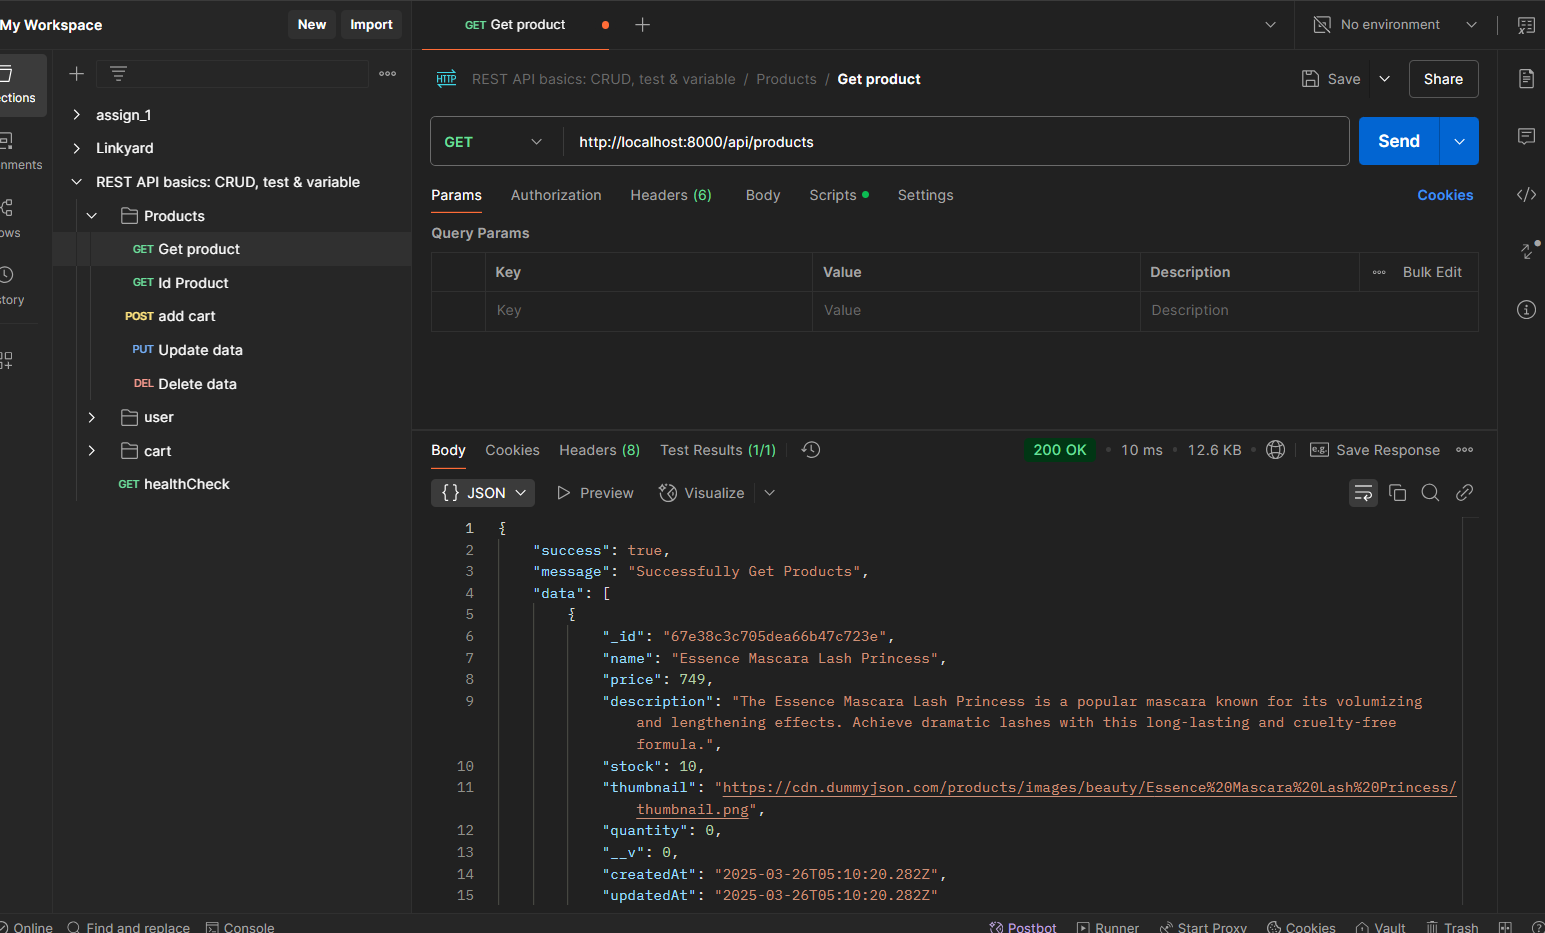 My Workspace
New
Import
GET Get product
No environment
ctions
nments
ows
story
assign_1
Linkyard
REST API basics: CRUD, test & variable
Products
GET Get product
GET Id Product
POST add cart
PUT Update data
DEL Delete data
user
cart
GET healthCheck
HTTP REST API basics: CRUD, test & variable / Products / Get product
Save
Share
GET
http://localhost:8000/api/products
Send
Params Authorization Headers (6) Body Scripts Settings
Cookies
Query Params
Key Value Description Bulk Edit
Key Value Description
Body Cookies Headers (8) Test Results (1/1)
200 OK • 10 ms • 12.6 KB • e.g. Save Response
{} JSON Preview Visualize
1 {
2 "success": true,
3 "message": "Successfully Get Products",
4 "data": [
5 {
6 "_id": "67e38c3c705dea66b47c723e",
7 "name": "Essence Mascara Lash Princess",
8 "price": 749,
9 "description": "The Essence Mascara Lash Princess is a popular mascara known for its volumizing
and lengthening effects. Achieve dramatic lashes with this long-lasting and cruelty-free
formula.",
10 "stock": 10,
11 "thumbnail": "https://cdn.dummyjson.com/products/images/beauty/Essence%20Mascara%20Lash%20Princess/
thumbnail.png",
12 "quantity": 0,
13 "__v": 0,
14 "createdAt": "2025-03-26T05:10:20.282Z",
15 "updatedAt": "2025-03-26T05:10:20.282Z"
Online Find and replace Console
Postbot Runner Start Proxy Cookies Vault Trash